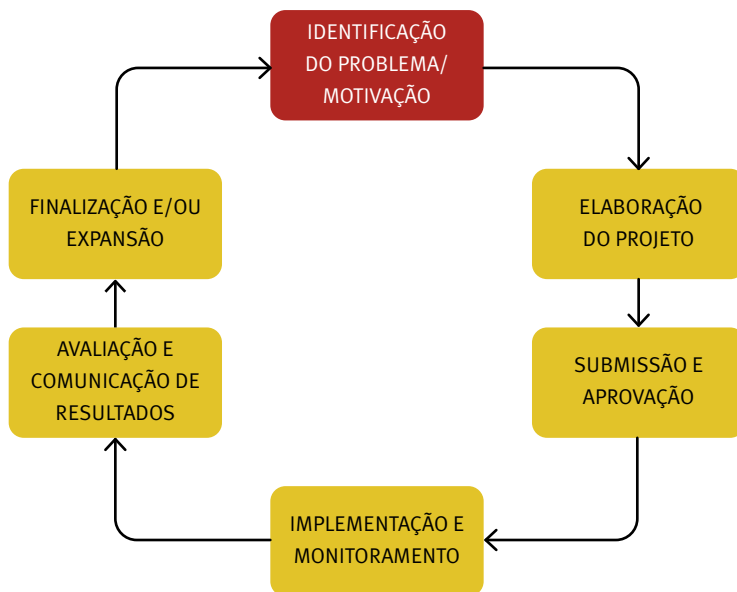 IDENTIFICAÇÃO
DO PROBLEMA/
MOTIVAÇÃO
ELABORAÇÃO
DO PROJETO
SUBMISSÃO E
APROVAÇÃO
IMPLEMENTAÇÃO E
MONITORAMENTO
AVALIAÇÃO E
COMUNICAÇÃO DE
RESULTADOS
FINALIZAÇÃO E/OU
EXPANSÃO